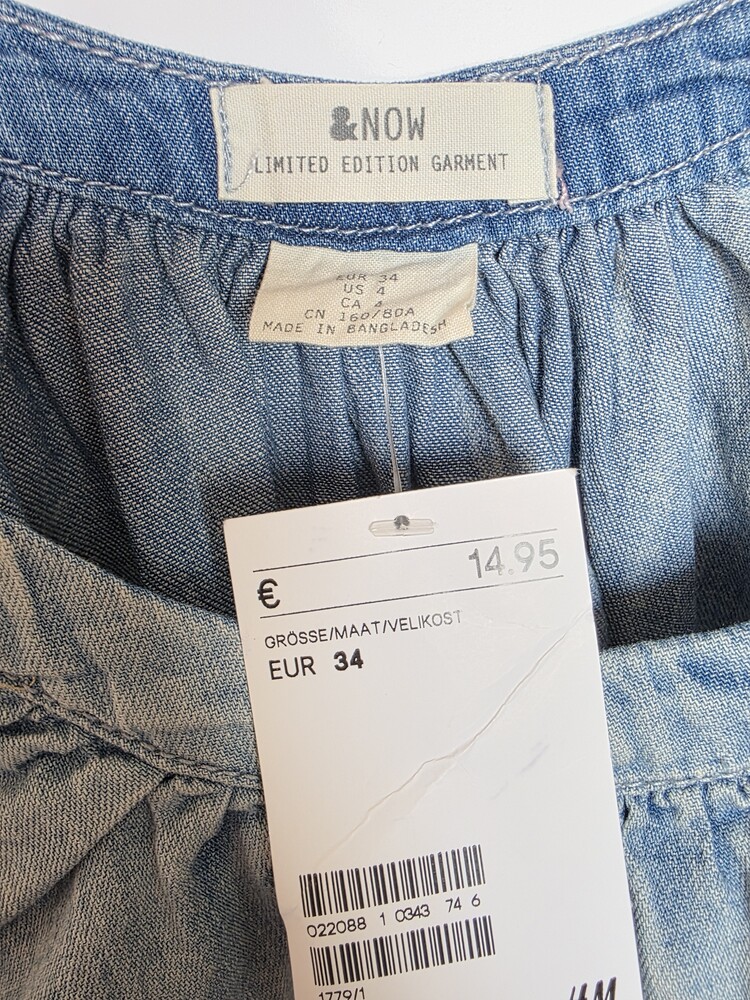 &NOW
LIMITED EDITION GARMENT
EUR 34
US 4
CA 4
CN 160/80A
MADE IN BANGLADESH
€ 14.95
GRÖSSE/MAAT/VELIKOST
EUR 34
022088 1 0343 74 6
1779/1